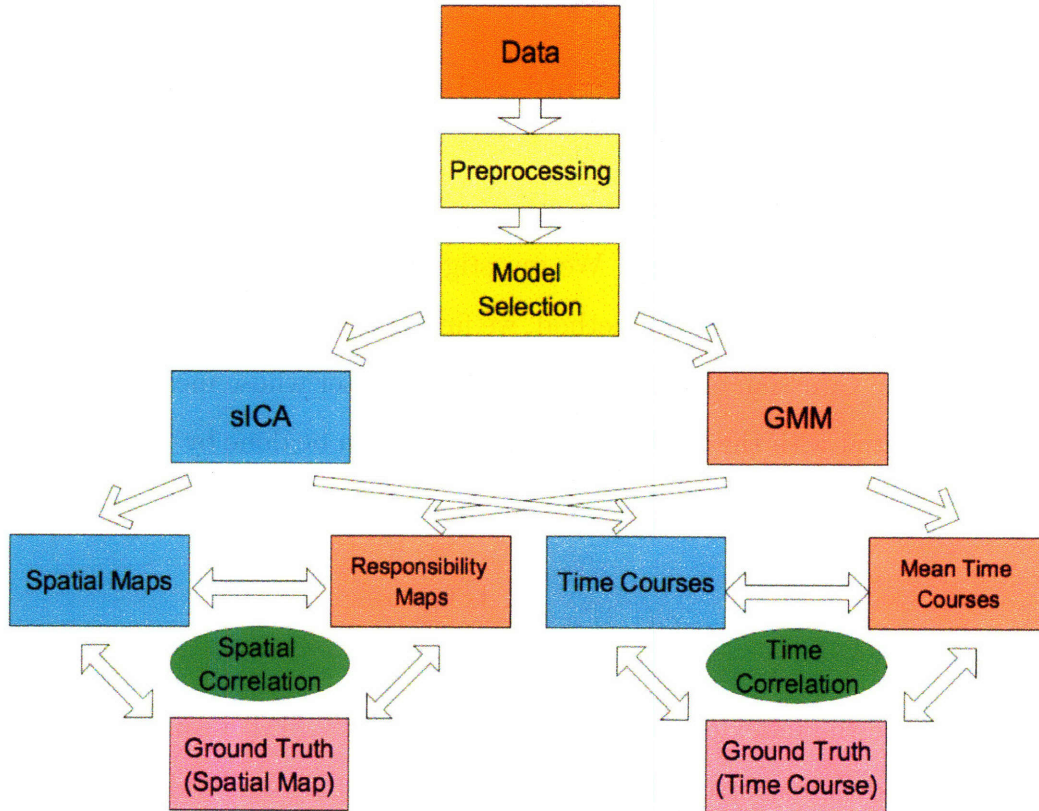 Data
Preprocessing
Model
Selection
sICA
GMM
Spatial Maps
Responsibility
Maps
Time Courses
Mean Time
Courses
Spatial
Correlation
Time
Correlation
Ground Truth
(Spatial Map)
Ground Truth
(Time Course)